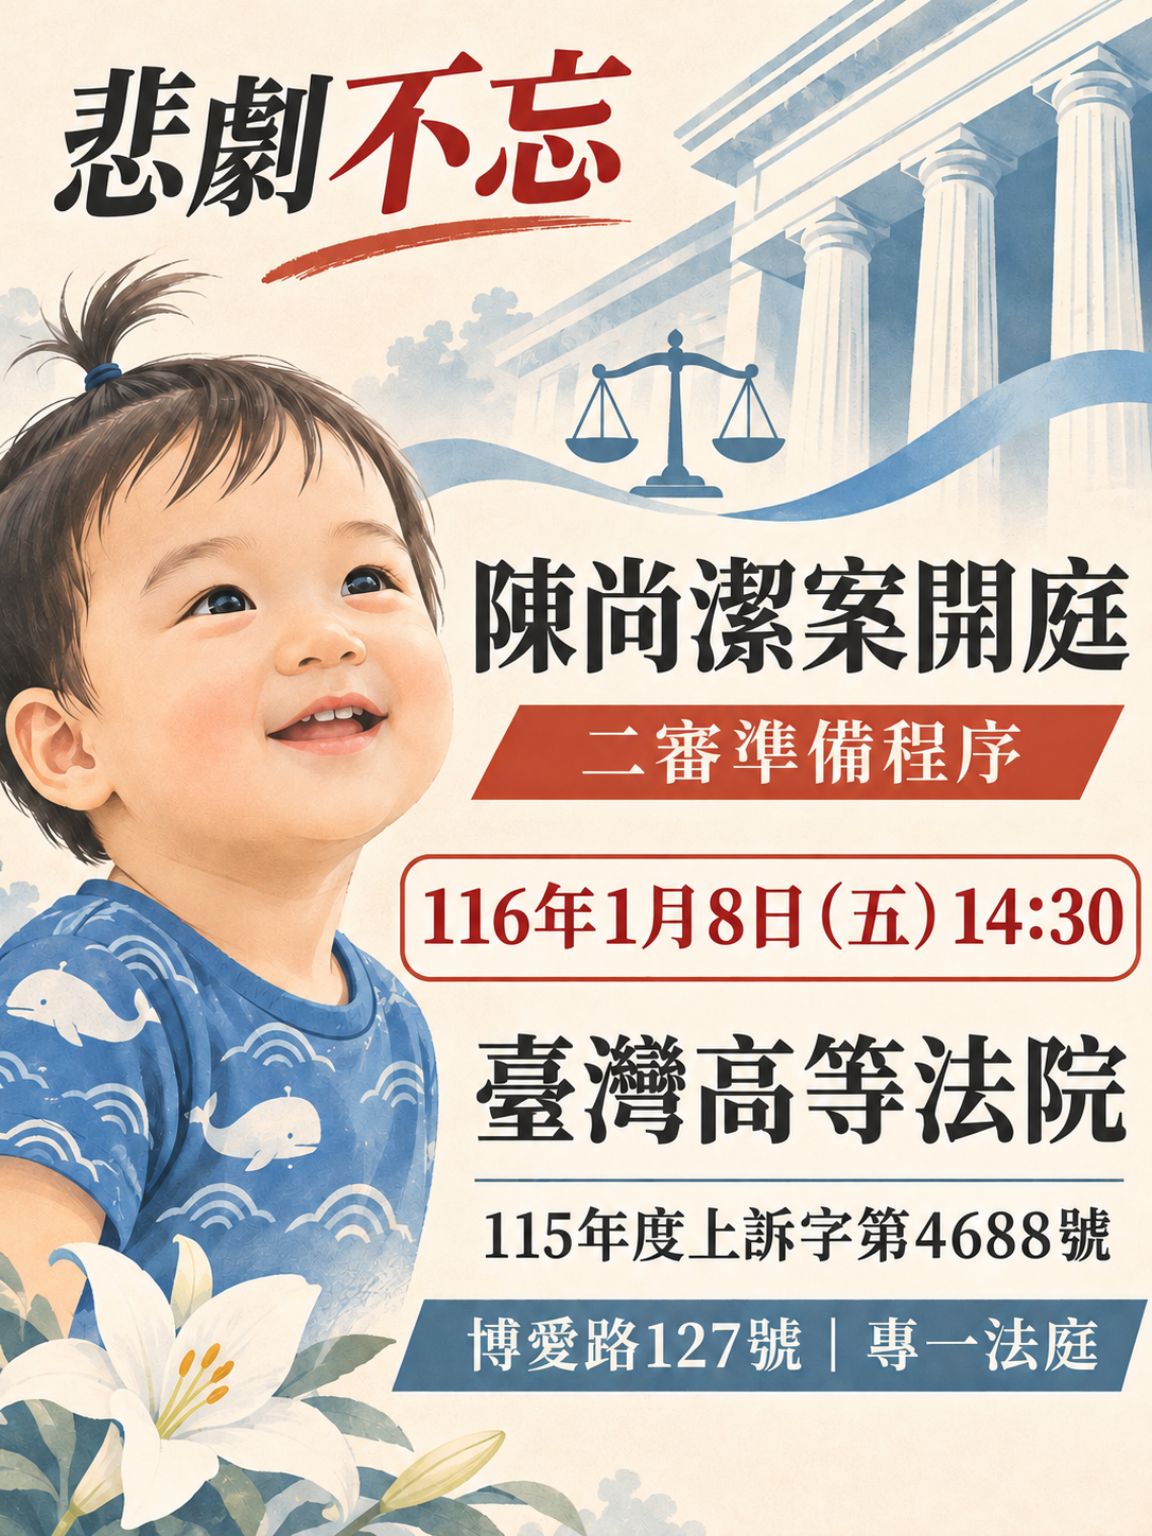 悲劇不忘
陳尚潔案開庭
二審準備程序
116年1月8日(五)14:30
臺灣高等法院
115年度上訴字第4688號
博愛路127號｜專一法庭